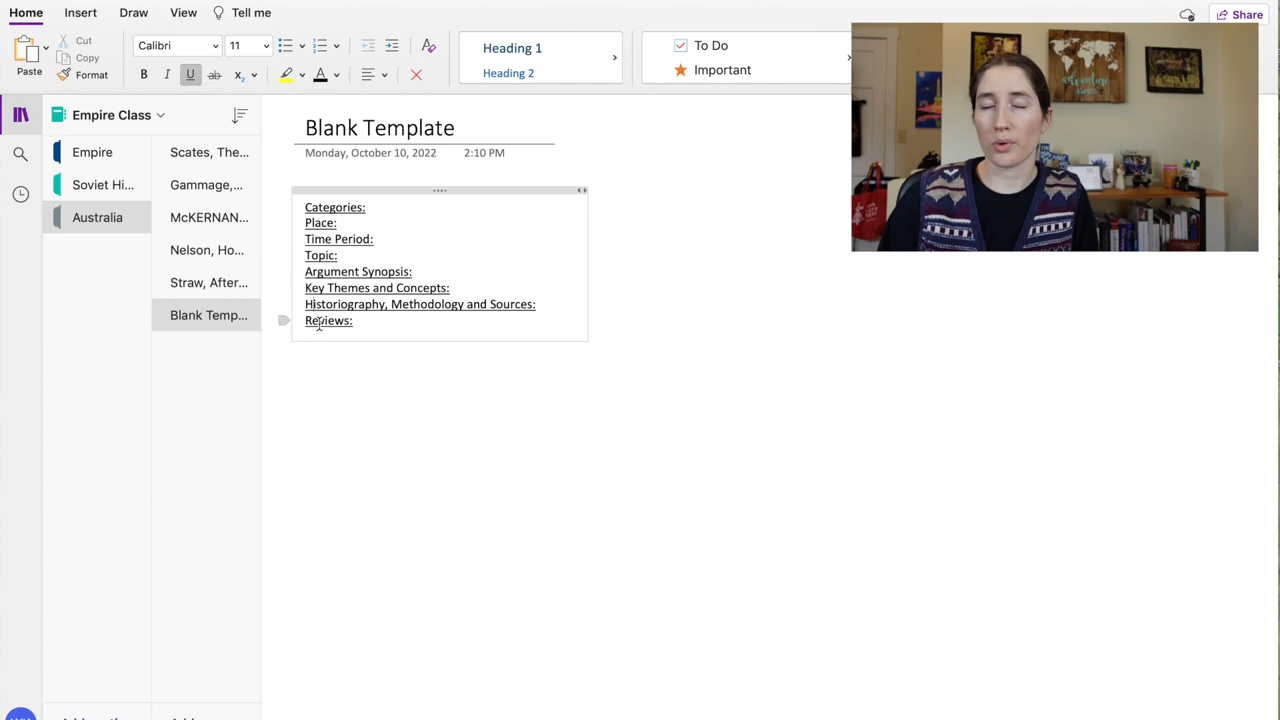 Home Insert Draw View Tell me
Share
Paste
Cut
Copy
Format
Calibri 11
B I U ab x₂ A
Heading 1
Heading 2
To Do
Important
Empire Class
Empire
Soviet Hi...
Australia
Scates, The...
Gammage,...
McKERNAN...
Nelson, Ho...
Straw, After...
Blank Temp...
Blank Template
Monday, October 10, 2022 2:10 PM
Categories:
Place:
Time Period:
Topic:
Argument Synopsis:
Key Themes and Concepts:
Historiography, Methodology and Sources:
Reviews:
adventure